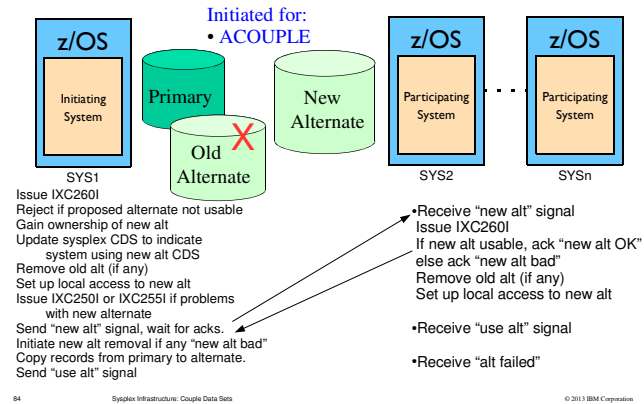 Initiated for:
• ACOUPLE
z/OS
Initiating
System
SYS1
Primary
Old
Alternate
X
New
Alternate
z/OS
Participating
System
SYS2
z/OS
Participating
System
SYSn
Issue IXC260I
Reject if proposed alternate not usable
Gain ownership of new alt
Update sysplex CDS to indicate
system using new alt CDS
Remove old alt (if any)
Set up local access to new alt
Issue IXC250I or IXC255I if problems
with new alternate
Send “new alt” signal, wait for acks.
Initiate new alt removal if any “new alt bad”
Copy records from primary to alternate.
Send “use alt” signal
•Receive “new alt” signal
Issue IXC260I
If new alt usable, ack “new alt OK”
else ack “new alt bad”
Remove old alt (if any)
Set up local access to new alt
•Receive “use alt” signal
•Receive “alt failed”
84
Sysplex Infrastructure: Couple Data Sets
© 2013 IBM Corporation